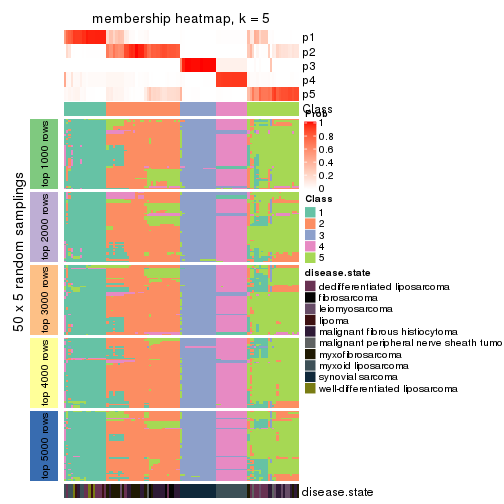 membership heatmap, k = 5
p1
p2
p3
p4
p5
Class
Prob
1
0.8
0.6
0.4
0.2
0
Class
1
2
3
4
5
disease.state
dedifferentiated liposarcoma
fibrosarcoma
leiomyosarcoma
lipoma
malignant fibrous histiocytoma
malignant peripheral nerve sheath tumo
myxofibrosarcoma
myxoid liposarcoma
synovial sarcoma
well-differentiated liposarcoma
50 x 5 random samplings
top 1000 rows
top 2000 rows
top 3000 rows
top 4000 rows
top 5000 rows
disease.state